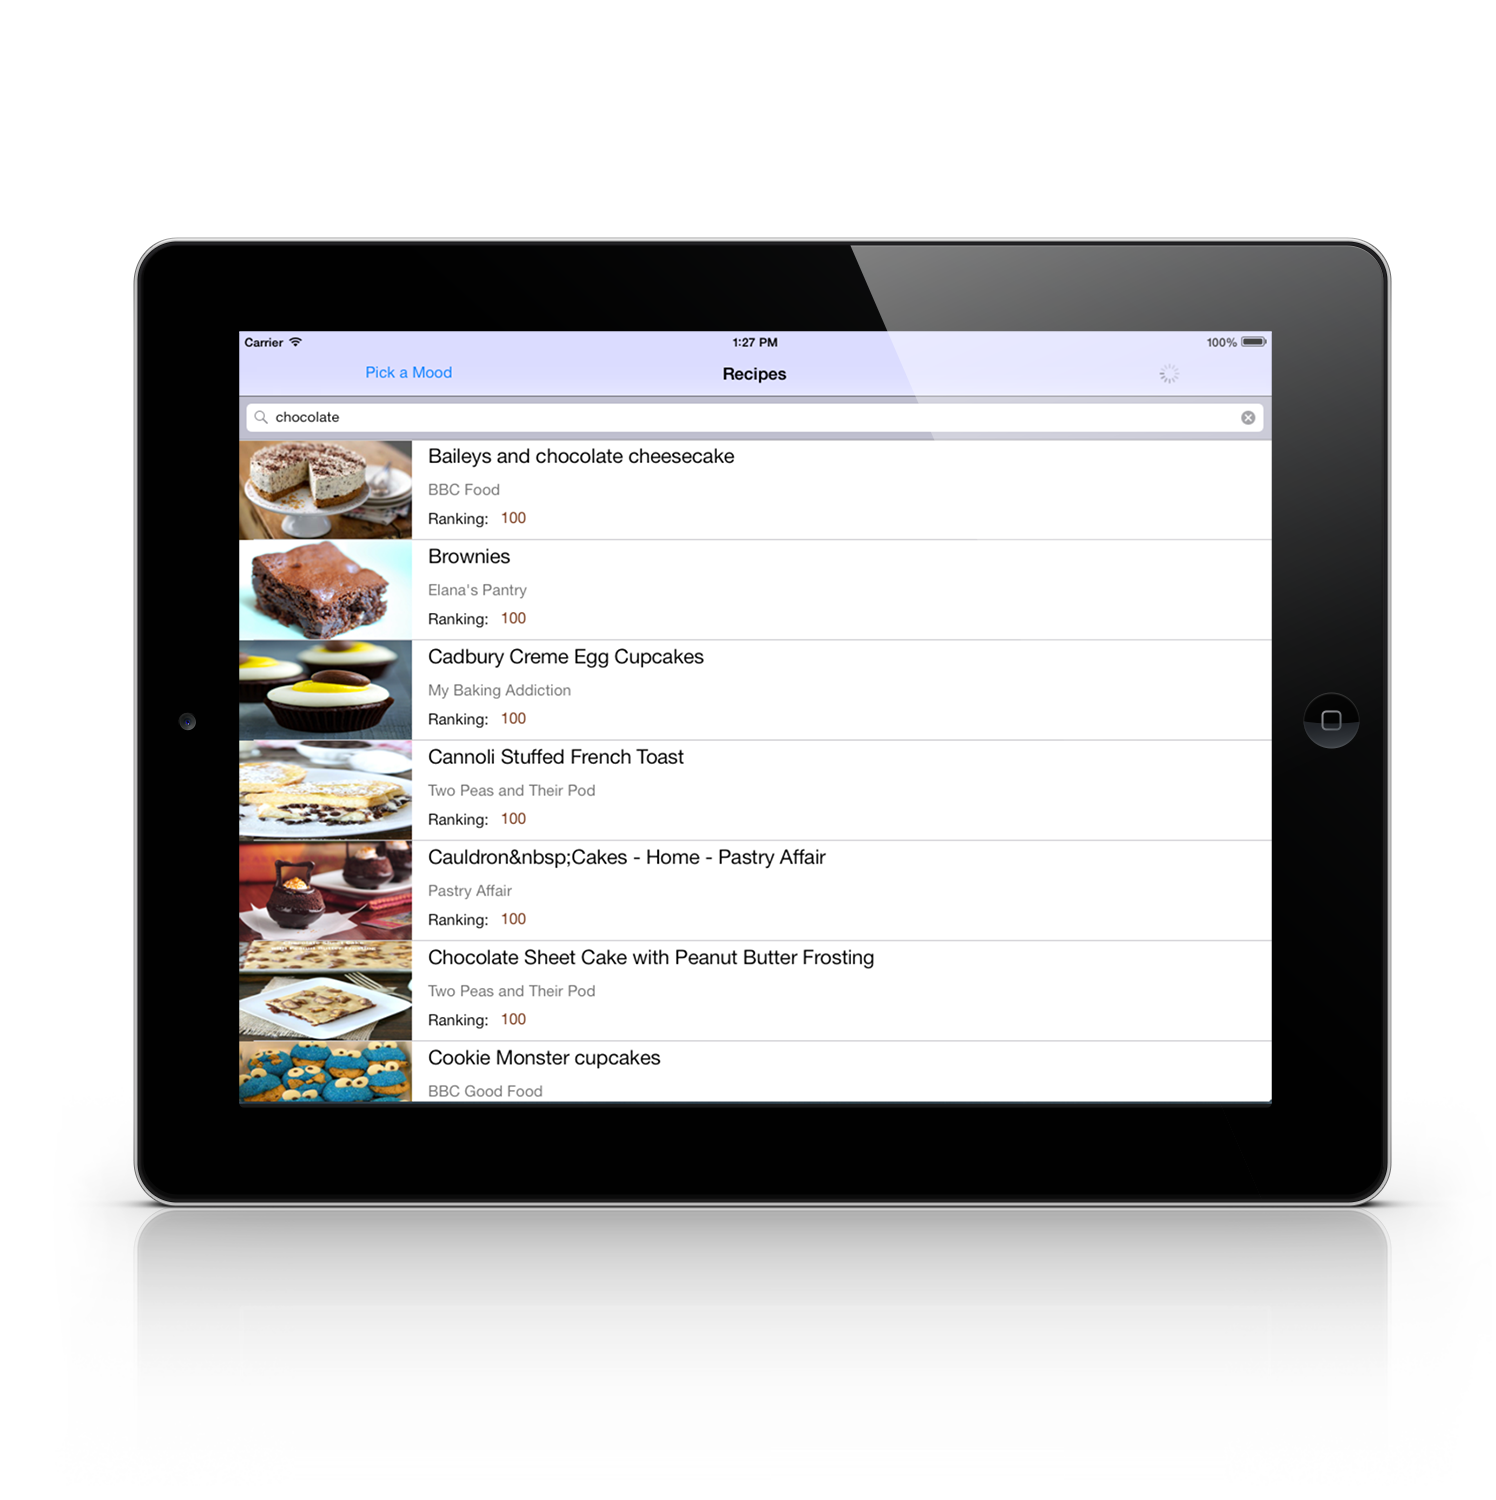 Carrier 1:27 PM 100%
Pick a Mood Recipes
chocolate
Baileys and chocolate cheesecake
BBC Food
Ranking: 100
Brownies
Elana's Pantry
Ranking: 100
Cadbury Creme Egg Cupcakes
My Baking Addiction
Ranking: 100
Cannoli Stuffed French Toast
Two Peas and Their Pod
Ranking: 100
Cauldron&nbsp;Cakes - Home - Pastry Affair
Pastry Affair
Ranking: 100
Chocolate Sheet Cake with Peanut Butter Frosting
Two Peas and Their Pod
Ranking: 100
Cookie Monster cupcakes
BBC Good Food